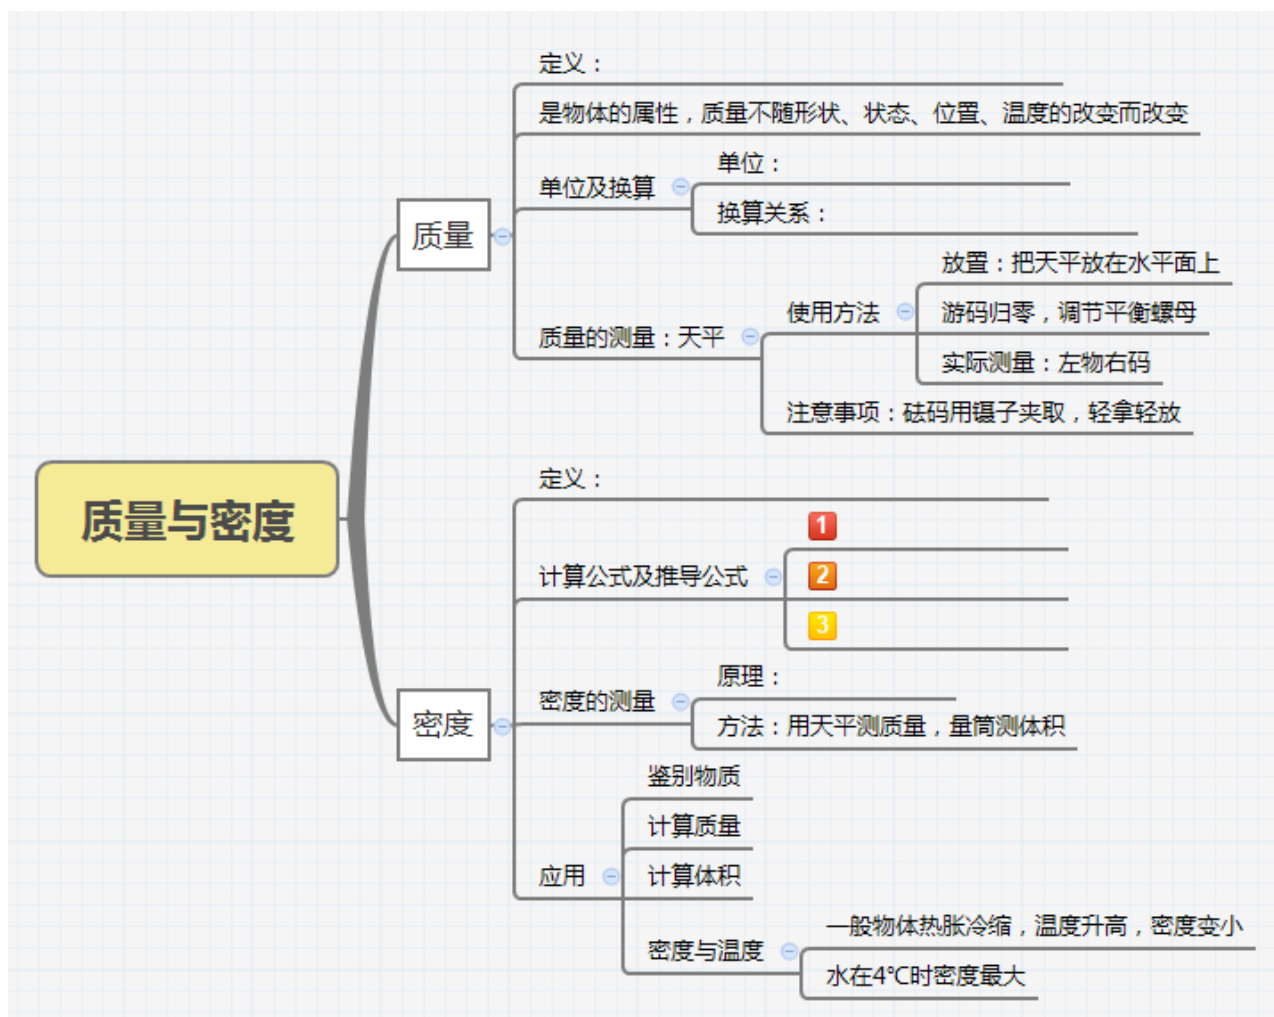 定义：
是物体的属性，质量不随形状、状态、位置、温度的改变而改变
单位及换算
单位：
换算关系：
质量
质量的测量：天平
使用方法
放置：把天平放在水平面上
游码归零，调节平衡螺母
实际测量：左物右码
注意事项：砝码用镊子夹取，轻拿轻放
质量与密度
定义：
计算公式及推导公式
1
2
3
密度
密度的测量
原理：
方法：用天平测质量，量筒测体积
应用
鉴别物质
计算质量
计算体积
密度与温度
一般物体热胀冷缩，温度升高，密度变小
水在4℃时密度最大